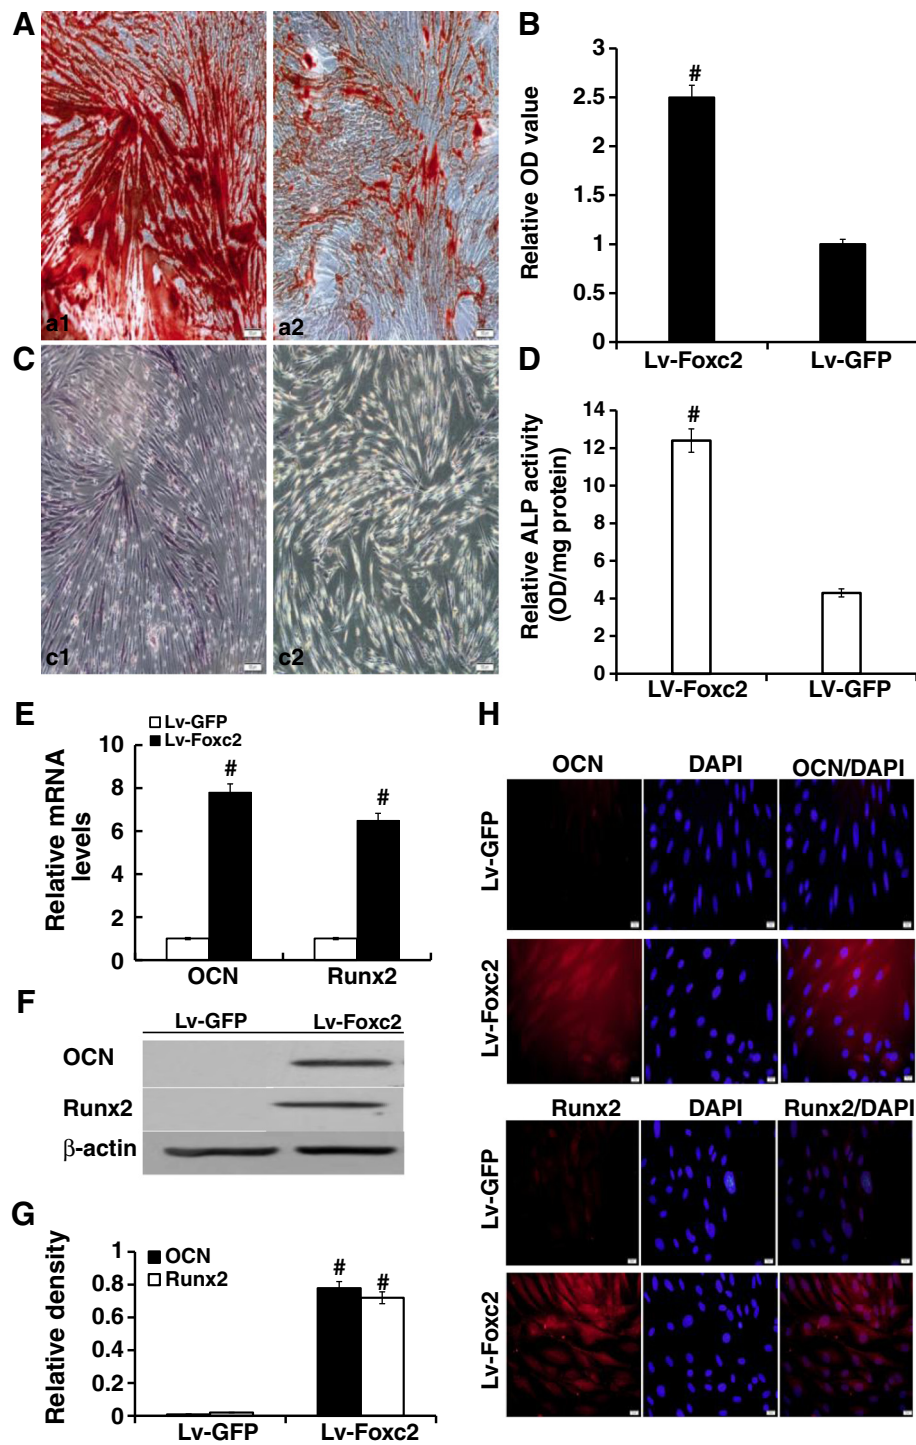 A
a1
a2
B
Relative OD value
3
2.5
2
1.5
1
0.5
0
#
Lv-Foxc2
Lv-GFP
C
c1
c2
D
Relative ALP activity
(OD/mg protein)
14
12
10
8
6
4
2
0
#
LV-Foxc2
LV-GFP
E
Lv-GFP
Lv-Foxc2
Relative mRNA
levels
10
8
6
4
2
0
#
#
OCN
Runx2
F
Lv-GFP
Lv-Foxc2
OCN
Runx2
β-actin
G
Relative density
1
0.8
0.6
0.4
0.2
0
OCN
Runx2
#
#
Lv-GFP
Lv-Foxc2
H
OCN
DAPI
OCN/DAPI
Lv-GFP
Lv-Foxc2
Runx2
DAPI
Runx2/DAPI
Lv-GFP
Lv-Foxc2